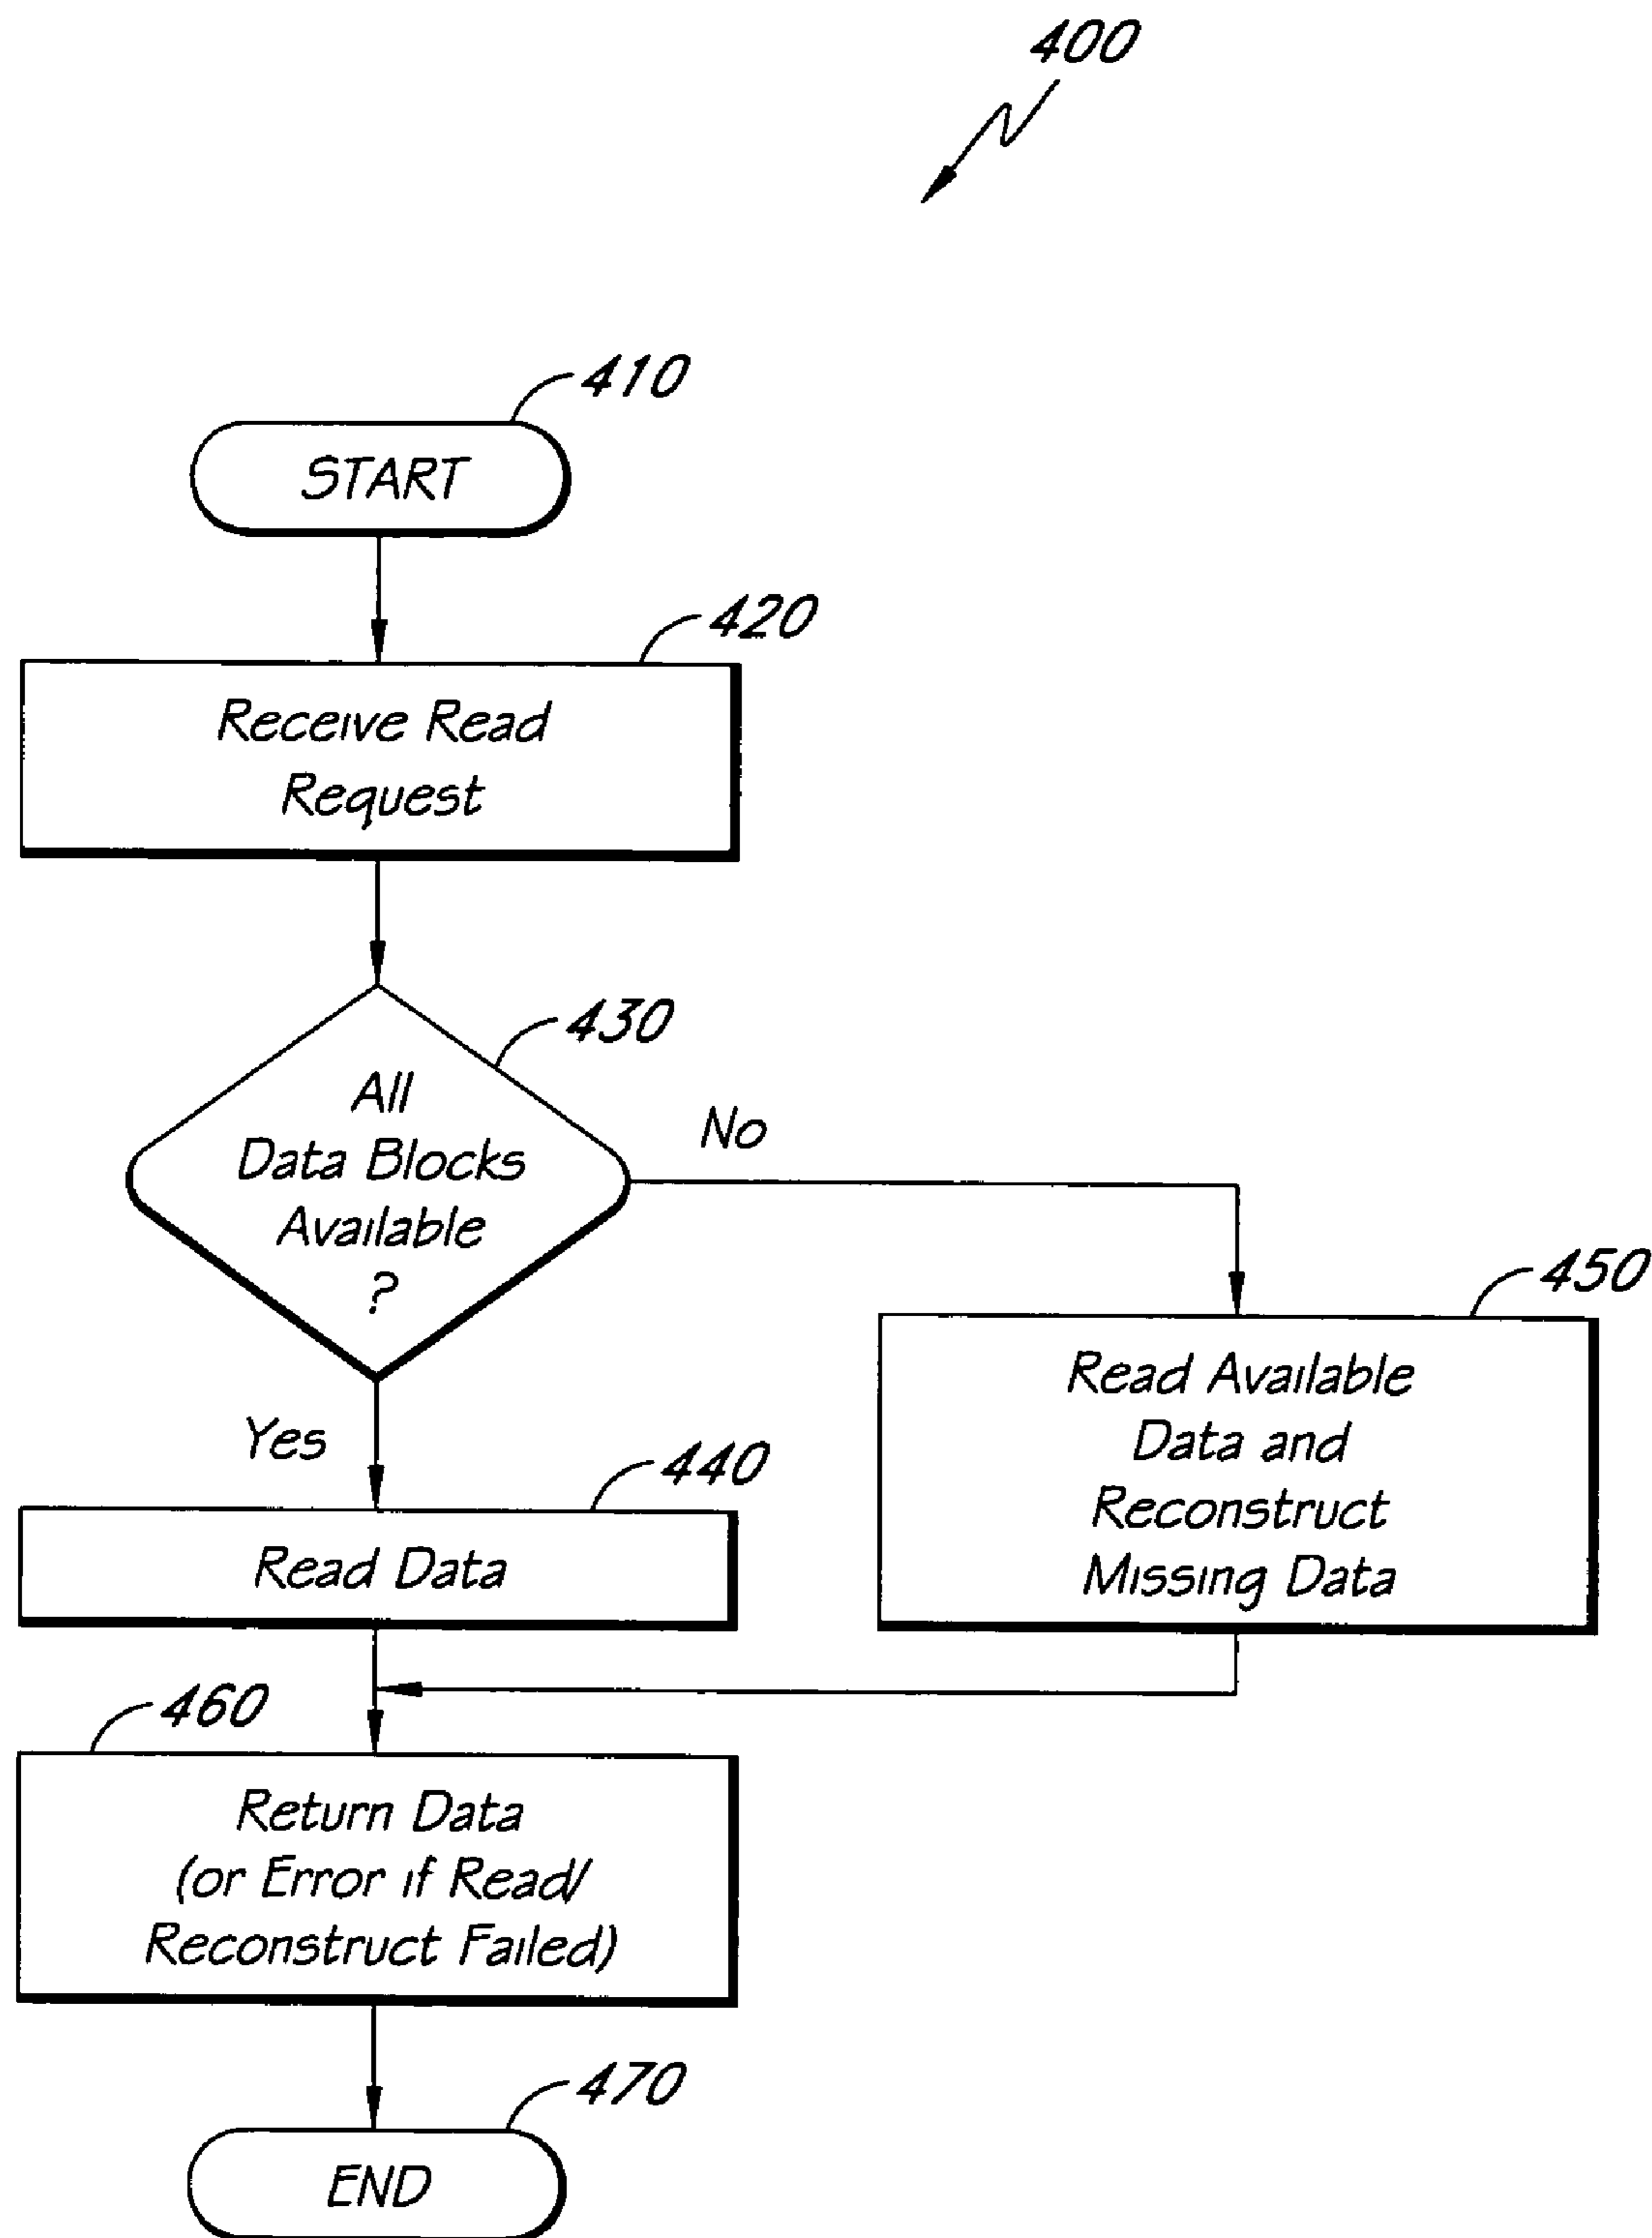 400
410
START
420
Receive Read
Request
430
All
Data Blocks
Available
?
No
Yes
450
Read Available
Data and
Reconstruct
Missing Data
440
Read Data
460
Return Data
(or Error if Read/
Reconstruct Failed)
470
END